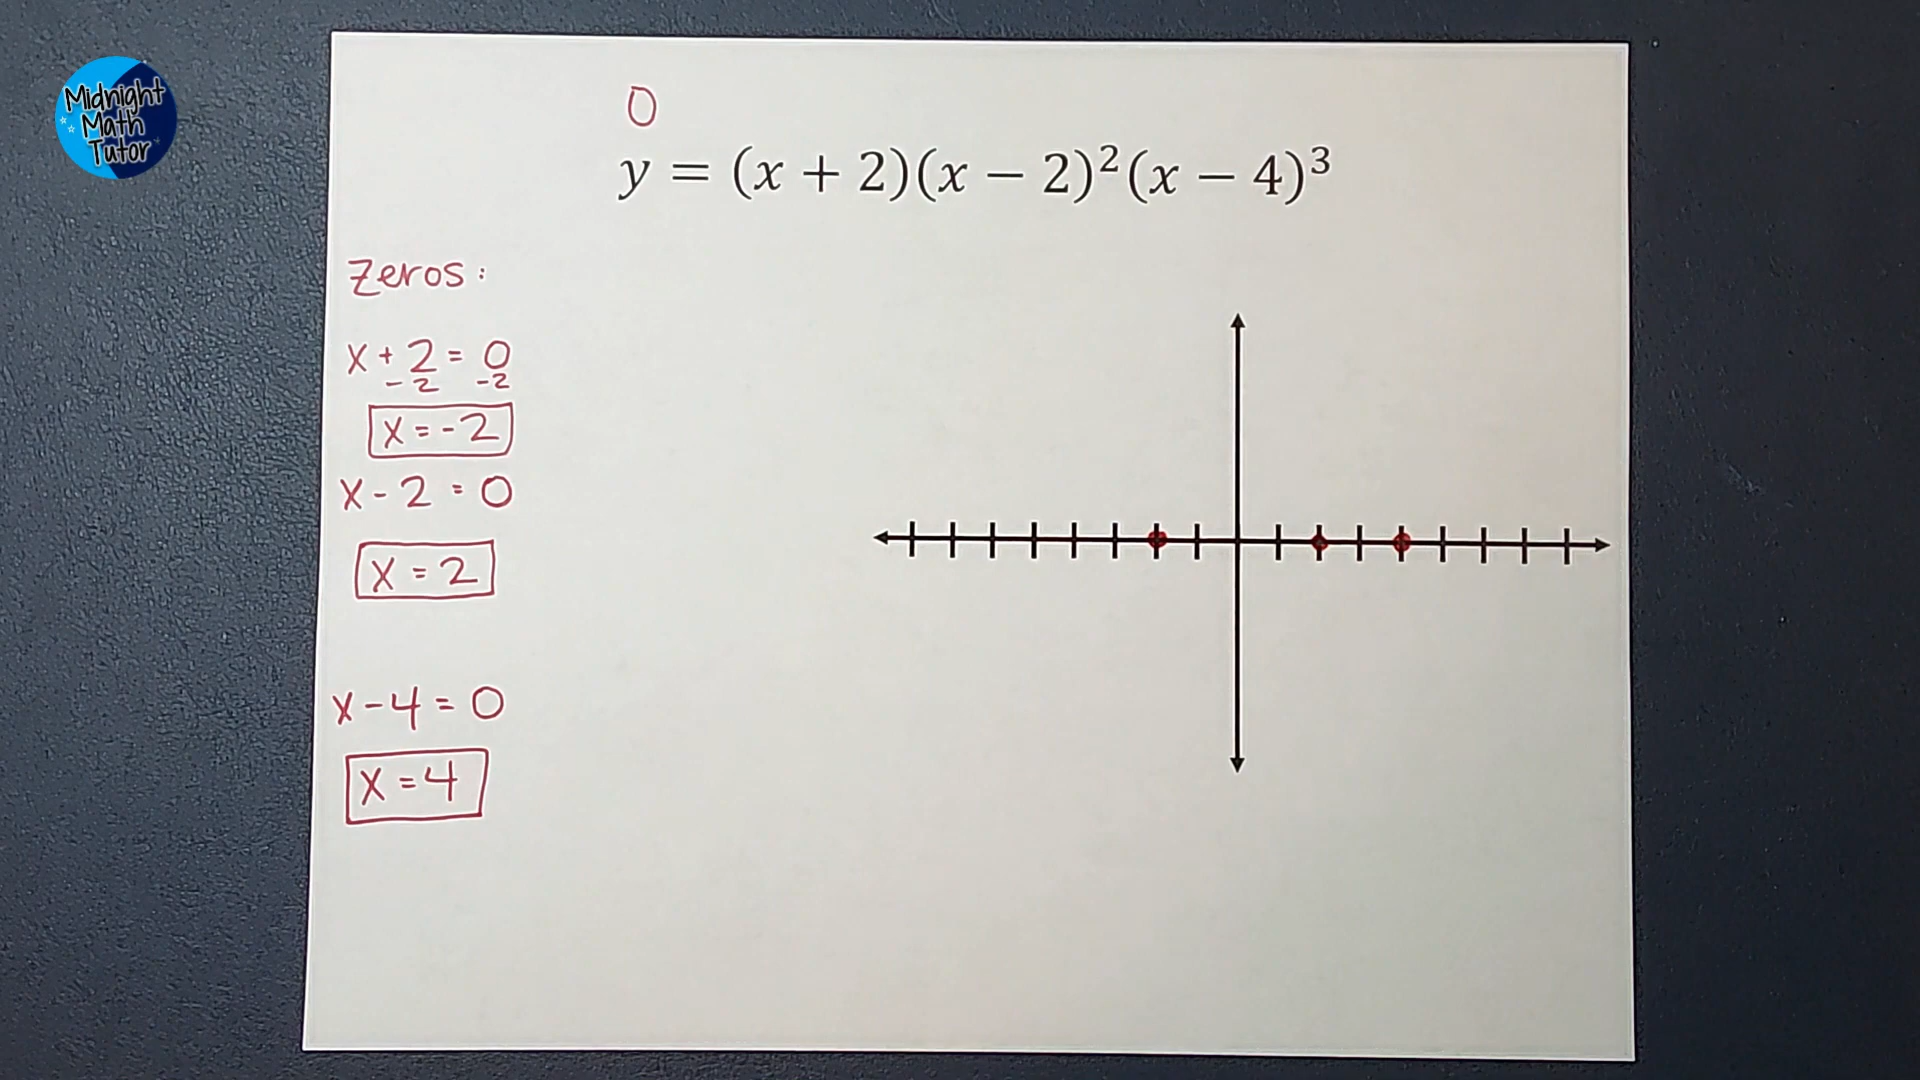 Midnight
Math
Tutor
0
y = (x + 2)(x − 2)²(x − 4)³
Zeros:
x + 2 = 0
-2 -2
x = -2
x - 2 = 0
x = 2
x - 4 = 0
x = 4